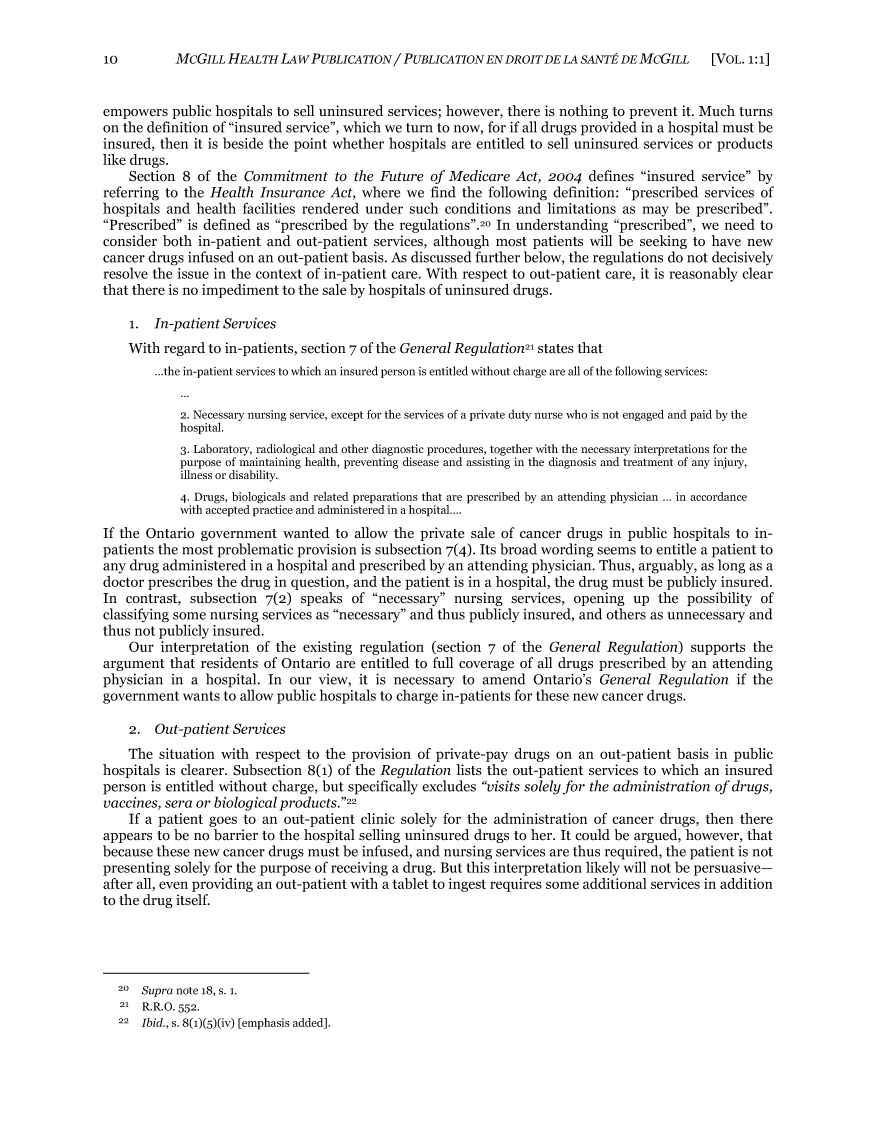 10 MCGILL HEALTH LAW PUBLICATION / PUBLICATION EN DROIT DE LA SANTÉ DE MCGILL [VOL. 1:1]
empowers public hospitals to sell uninsured services; however, there is nothing to prevent it. Much turns
on the definition of “insured service”, which we turn to now, for if all drugs provided in a hospital must be
insured, then it is beside the point whether hospitals are entitled to sell uninsured services or products
like drugs.
Section 8 of the Commitment to the Future of Medicare Act, 2004 defines “insured service” by
referring to the Health Insurance Act, where we find the following definition: “prescribed services of
hospitals and health facilities rendered under such conditions and limitations as may be prescribed”.
“Prescribed” is defined as “prescribed by the regulations”.20 In understanding “prescribed”, we need to
consider both in-patient and out-patient services, although most patients will be seeking to have new
cancer drugs infused on an out-patient basis. As discussed further below, the regulations do not decisively
resolve the issue in the context of in-patient care. With respect to out-patient care, it is reasonably clear
that there is no impediment to the sale by hospitals of uninsured drugs.
1. In-patient Services
With regard to in-patients, section 7 of the General Regulation21 states that
…the in-patient services to which an insured person is entitled without charge are all of the following services:
…
2. Necessary nursing service, except for the services of a private duty nurse who is not engaged and paid by the
hospital.
3. Laboratory, radiological and other diagnostic procedures, together with the necessary interpretations for the
purpose of maintaining health, preventing disease and assisting in the diagnosis and treatment of any injury,
illness or disability.
4. Drugs, biologicals and related preparations that are prescribed by an attending physician … in accordance
with accepted practice and administered in a hospital….
If the Ontario government wanted to allow the private sale of cancer drugs in public hospitals to in-
patients the most problematic provision is subsection 7(4). Its broad wording seems to entitle a patient to
any drug administered in a hospital and prescribed by an attending physician. Thus, arguably, as long as a
doctor prescribes the drug in question, and the patient is in a hospital, the drug must be publicly insured.
In contrast, subsection 7(2) speaks of “necessary” nursing services, opening up the possibility of
classifying some nursing services as “necessary” and thus publicly insured, and others as unnecessary and
thus not publicly insured.
Our interpretation of the existing regulation (section 7 of the General Regulation) supports the
argument that residents of Ontario are entitled to full coverage of all drugs prescribed by an attending
physician in a hospital. In our view, it is necessary to amend Ontario’s General Regulation if the
government wants to allow public hospitals to charge in-patients for these new cancer drugs.
2. Out-patient Services
The situation with respect to the provision of private-pay drugs on an out-patient basis in public
hospitals is clearer. Subsection 8(1) of the Regulation lists the out-patient services to which an insured
person is entitled without charge, but specifically excludes “visits solely for the administration of drugs,
vaccines, sera or biological products.”22
If a patient goes to an out-patient clinic solely for the administration of cancer drugs, then there
appears to be no barrier to the hospital selling uninsured drugs to her. It could be argued, however, that
because these new cancer drugs must be infused, and nursing services are thus required, the patient is not
presenting solely for the purpose of receiving a drug. But this interpretation likely will not be persuasive—
after all, even providing an out-patient with a tablet to ingest requires some additional services in addition
to the drug itself.
20 Supra note 18, s. 1.
21 R.R.O. 552.
22 Ibid., s. 8(1)(5)(iv) [emphasis added].